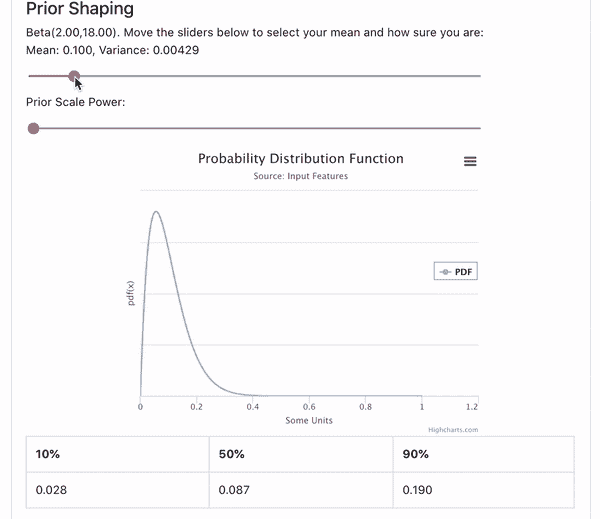 Prior Shaping
Beta(2.00,18.00). Move the sliders below to select your mean and how sure you are:
Mean: 0.100, Variance: 0.00429
Prior Scale Power:
Probability Distribution Function
Source: Input Features
pdf(x)
PDF
0 0.2 0.4 0.6 0.8 1 1.2
Some Units
Highcharts.com
10% 50% 90%
0.028 0.087 0.190